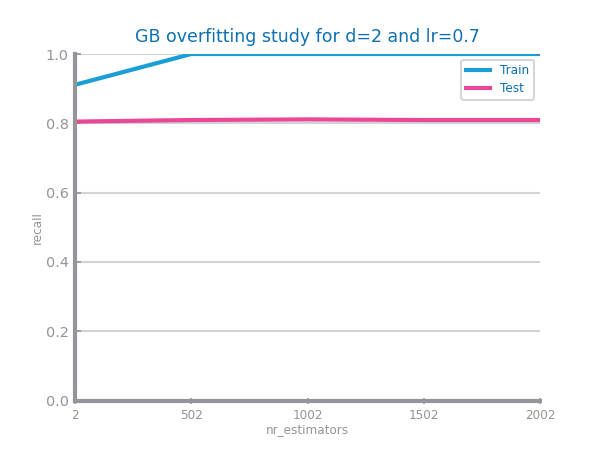 GB overfitting study for d=2 and lr=0.7
1.0
0.8
0.6
0.4
0.2
0.0
recall
Train
Test
2
502
1002
1502
2002
nr_estimators